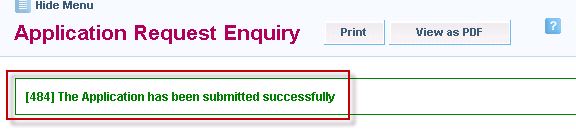 Hide Menu
Application Request Enquiry Print View as PDF ?
[484] The Application has been submitted successfully